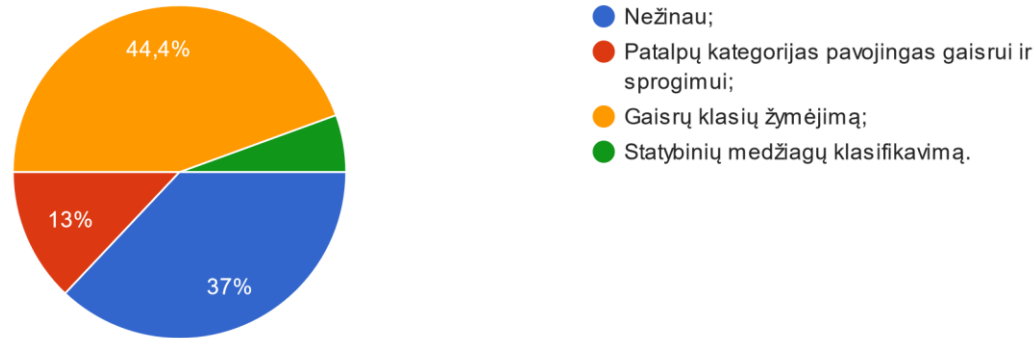 44,4%
13%
37%
Nežinau;
Patalpų kategorijas pavojingas gaisrui ir
sprogimui;
Gaisrų klasių žymėjimą;
Statybinių medžiagų klasifikavimą.